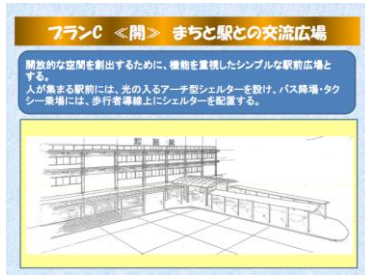 プランC ≪開≫ まちと駅との交流広場
開放的な空間を創出するために、機能を重視したシンプルな駅前広場と
する。
人が集まる駅前には、光の入るアーチ型シェルターを設け、バス降場・タク
シー乗場には、歩行者導線上にシェルターを配置する。